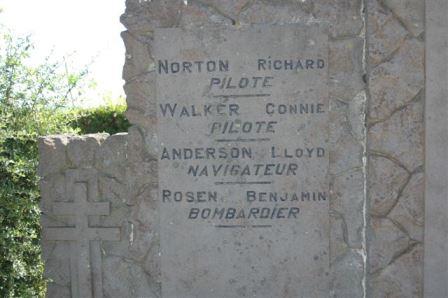 NORTON RICHARD
PILOTE
WALKER CONNIE
PILOTE
ANDERSON LLOYD
NAVIGATEUR
ROSEN BENJAMIN
BOMBARDIER